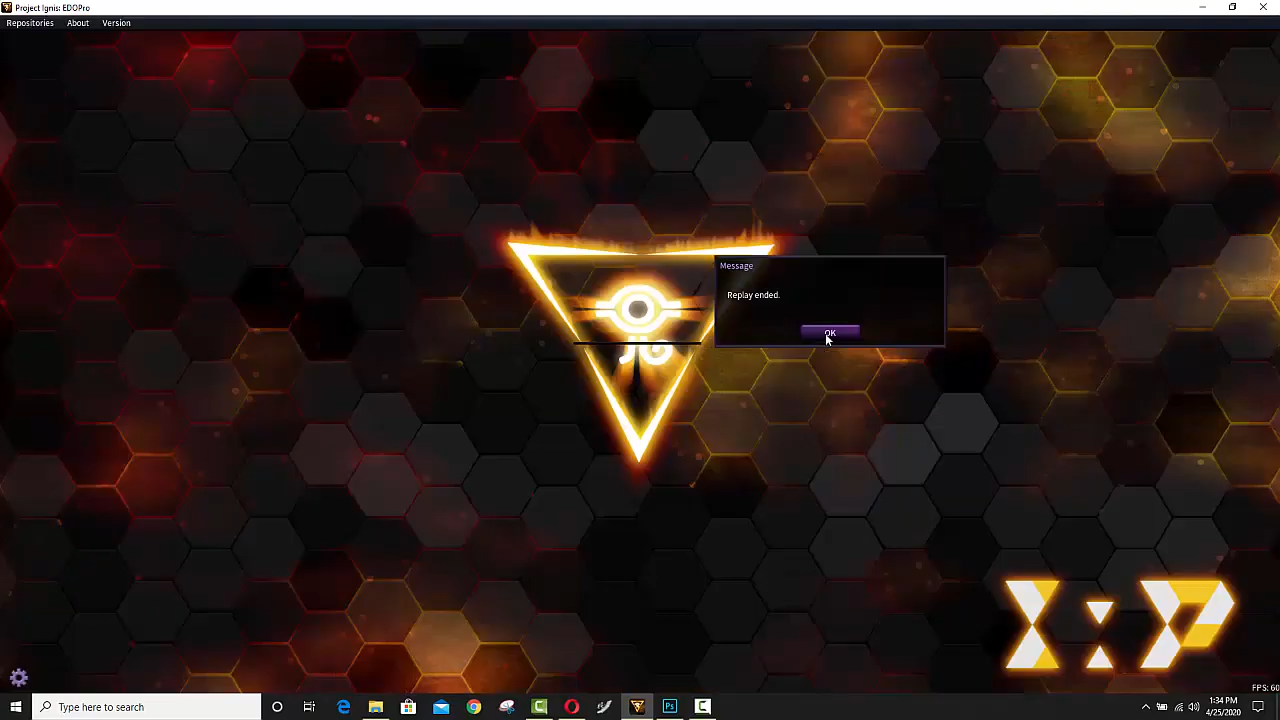 Project Ignis: EDOPro
Repositories About Version
Message
Replay ended.
OK
X:P
FPS: 60
Type here to search
Ps
1:34 PM
4/25/2020